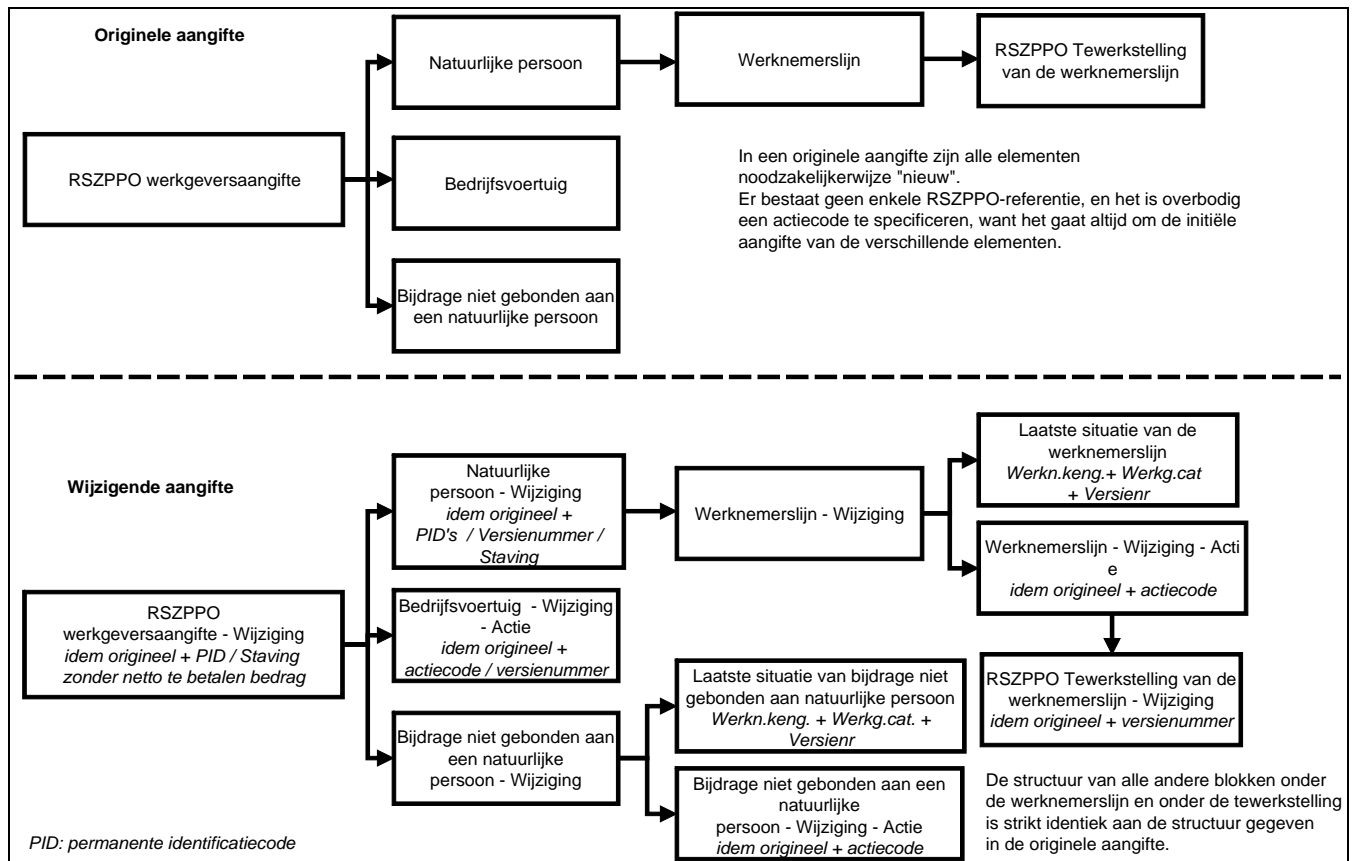 Originele aangifte
Natuurlijke persoon
Werknemerslijn
RSZPPO Tewerkstelling
van de werknemerslijn
RSZPPO werkgeversaangifte
Bedrijfsvoertuig
Bijdrage niet gebonden aan
een natuurlijke persoon
In een originele aangifte zijn alle elementen
noodzakelijkerwijze "nieuw".
Er bestaat geen enkele RSZPPO-referentie, en het is overbodig
een actiecode te specificeren, want het gaat altijd om de initiële
aangifte van de verschillende elementen.
Wijzigende aangifte
Natuurlijke
persoon - Wijziging
idem origineel +
PID's / Versienummer /
Staving
Werknemerslijn - Wijziging
Laatste situatie van de
werknemerslijn
Werkn.keng.+ Werkg.cat
+ Versienr
Werknemerslijn - Wijziging - Acti
e
idem origineel + actiecode
RSZPPO
werkgeversaangifte - Wijziging
idem origineel + PID / Staving
zonder netto te betalen bedrag
Bedrijfsvoertuig - Wijziging
- Actie
idem origineel +
actiecode / versienummer
RSZPPO Tewerkstelling van de
werknemerslijn - Wijziging
idem origineel + versienummer
Bijdrage niet gebonden aan
een natuurlijke
persoon - Wijziging
Laatste situatie van bijdrage niet
gebonden aan natuurlijke persoon
Werkn.keng. + Werkg.cat. +
Versienr
Bijdrage niet gebonden aan een
natuurlijke
persoon - Wijziging - Actie
idem origineel + actiecode
De structuur van alle andere blokken onder
de werknemerslijn en onder de tewerkstelling
is strikt identiek aan de structuur gegeven
in de originele aangifte.
PID: permanente identificatiecode